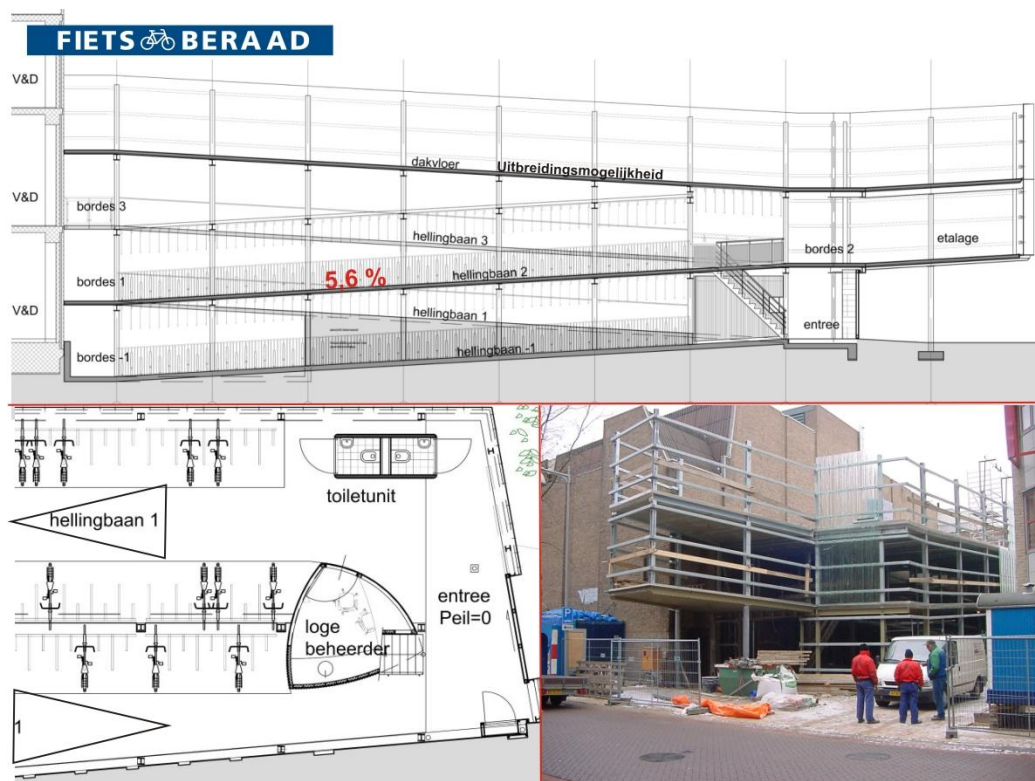 FIETS BERAAD
V&D
dakvloer
Uitbreidingsmogelijkheid
V&D
bordes 3
hellingbaan 3
bordes 2
etalage
bordes 1
5.6 %
hellingbaan 2
V&D
hellingbaan 1
entree
bordes -1
hellingbaan -1
toiletunit
hellingbaan 1
entree
Peil=0
loge
beheerder
1